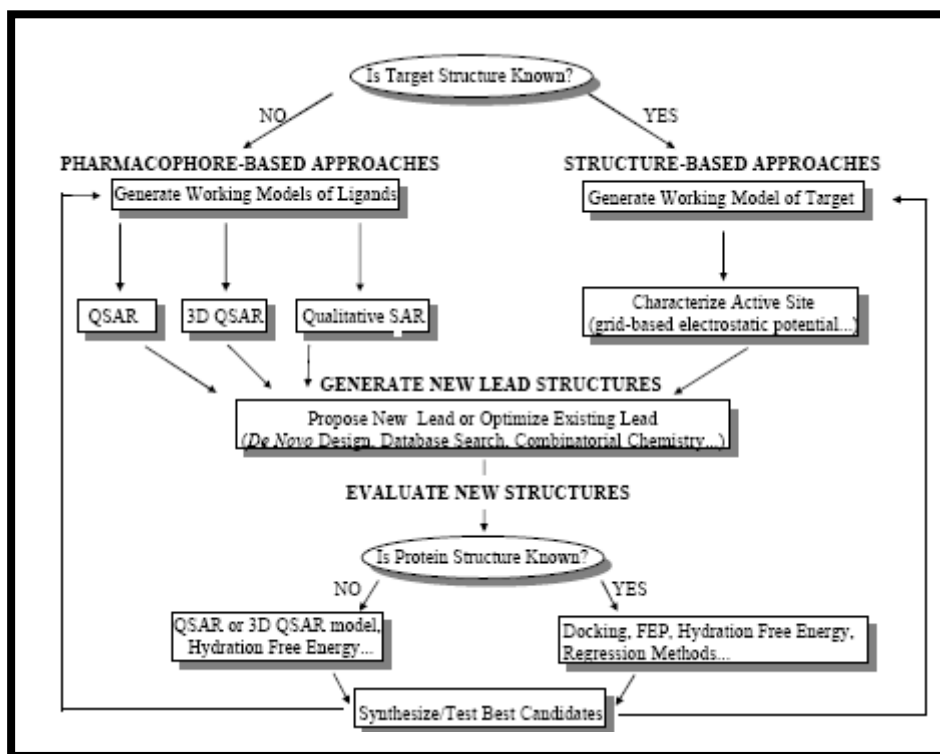 Is Target Structure Known?
NO
YES
PHARMACOPHORE-BASED APPROACHES
STRUCTURE-BASED APPROACHES
Generate Working Models of Ligands
Generate Working Model of Target
QSAR
3D QSAR
Qualitative SAR
Characterize Active Site
(grid-based electrostatic potential...)
GENERATE NEW LEAD STRUCTURES
Propose New Lead or Optimize Existing Lead
(De Novo Design, Database Search, Combinatorial Chemistry...)
EVALUATE NEW STRUCTURES
Is Protein Structure Known?
NO
YES
QSAR or 3D QSAR model,
Hydration Free Energy...
Docking, FEP, Hydration Free Energy,
Regression Methods...
Synthesize/Test Best Candidates